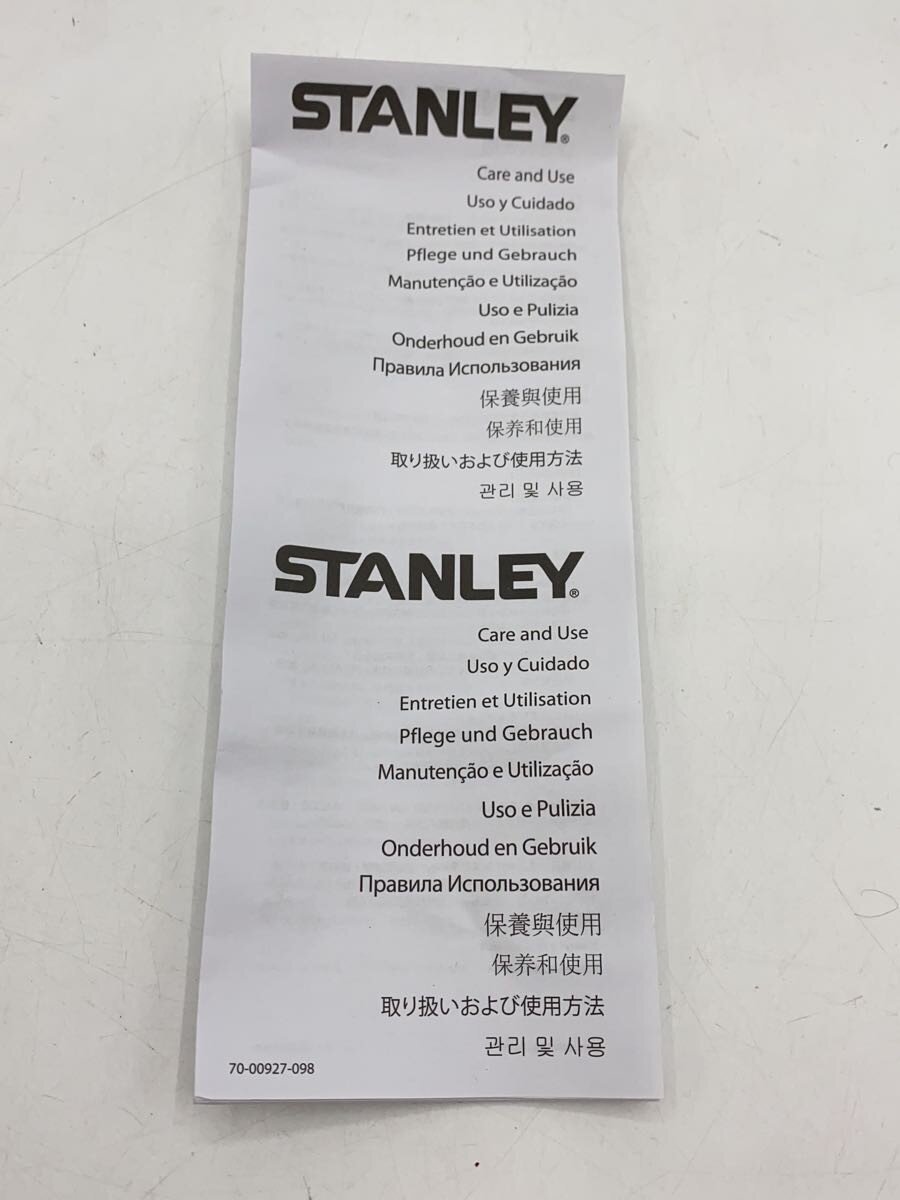 STANLEY®
Care and Use
Uso y Cuidado
Entretien et Utilisation
Pflege und Gebrauch
Manutenção e Utilização
Uso e Pulizia
Onderhoud en Gebruik
Правила Использования
保養與使用
保养和使用
取り扱いおよび使用方法
관리 및 사용
STANLEY®
Care and Use
Uso y Cuidado
Entretien et Utilisation
Pflege und Gebrauch
Manutenção e Utilização
Uso e Pulizia
Onderhoud en Gebruik
Правила Использования
保養與使用
保养和使用
取り扱いおよび使用方法
관리 및 사용
70-00927-098